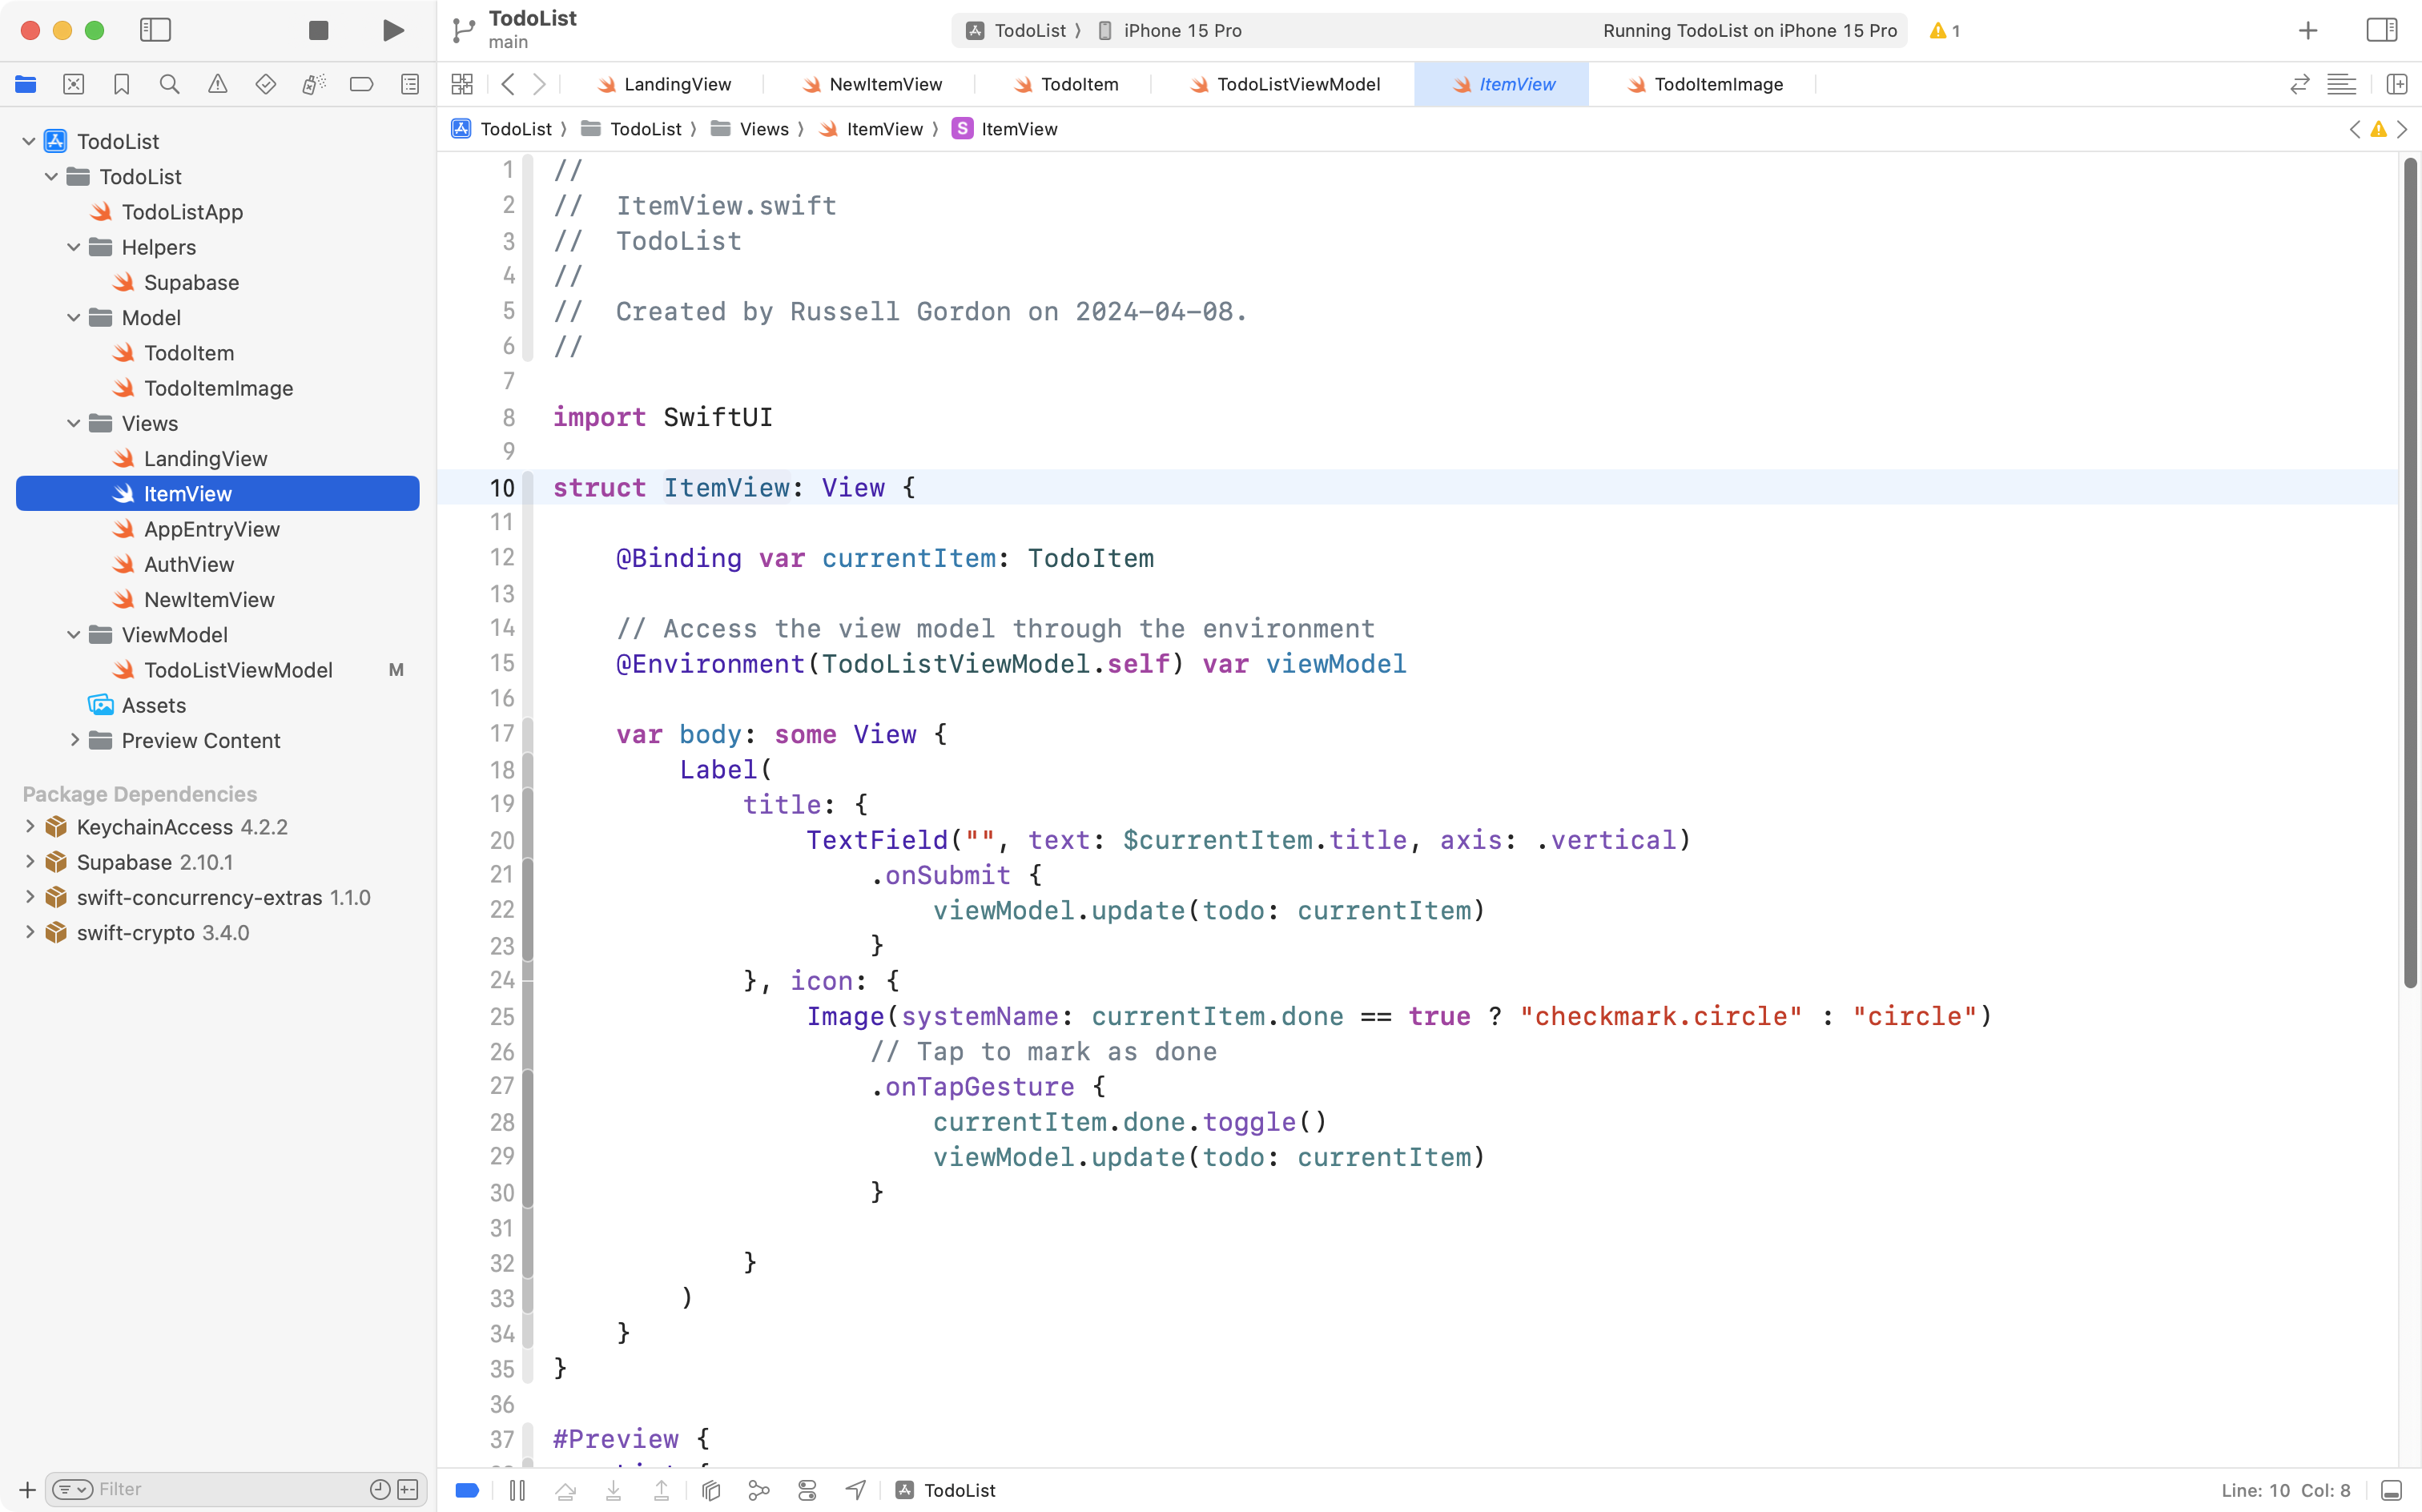 TodoList
main
TodoList 〉 iPhone 15 Pro
Running TodoList on iPhone 15 Pro
1
LandingView
NewItemView
TodoItem
TodoListViewModel
ItemView
TodoItemImage
TodoList 〉 TodoList 〉 Views 〉 ItemView 〉 S ItemView
TodoList
TodoList
TodoListApp
Helpers
Supabase
Model
TodoItem
TodoItemImage
Views
LandingView
ItemView
AppEntryView
AuthView
NewItemView
ViewModel
TodoListViewModel M
Assets
Preview Content
Package Dependencies
KeychainAccess 4.2.2
Supabase 2.10.1
swift-concurrency-extras 1.1.0
swift-crypto 3.4.0
Filter
1 //
2 //  ItemView.swift
3 //  TodoList
4 //
5 //  Created by Russell Gordon on 2024-04-08.
6 //
7
8 import SwiftUI
9
10 struct ItemView: View {
11
12     @Binding var currentItem: TodoItem
13
14     // Access the view model through the environment
15     @Environment(TodoListViewModel.self) var viewModel
16
17     var body: some View {
18         Label(
19             title: {
20                 TextField("", text: $currentItem.title, axis: .vertical)
21                     .onSubmit {
22                         viewModel.update(todo: currentItem)
23                     }
24             }, icon: {
25                 Image(systemName: currentItem.done == true ? "checkmark.circle" : "circle")
26                     // Tap to mark as done
27                     .onTapGesture {
28                         currentItem.done.toggle()
29                         viewModel.update(todo: currentItem)
30                     }
31
32             }
33         )
34     }
35 }
36
37 #Preview {
TodoList
Line: 10 Col: 8